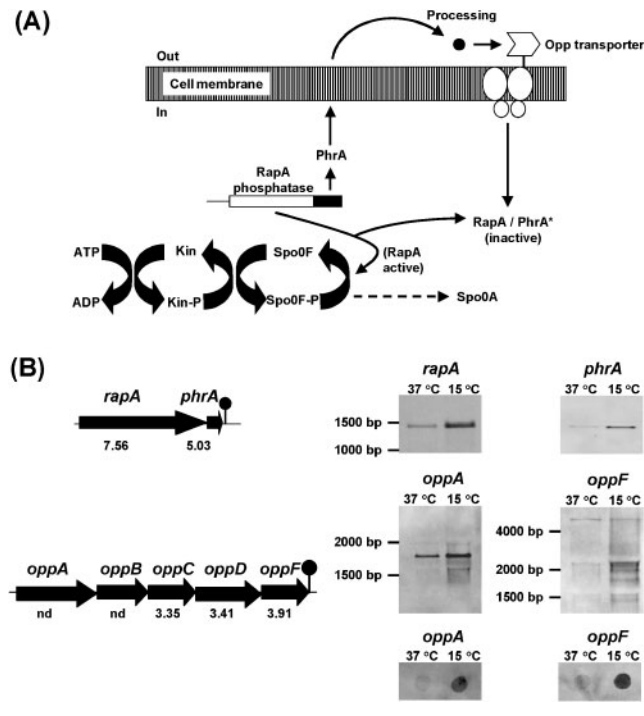 (A)
Processing
Opp transporter
Out
Cell membrane
In
PhrA
RapA
phosphatase
RapA / PhrA*
(inactive)
(RapA
active)
ATP
Kin
Spo0F
ADP
Kin-P
Spo0F-P
Spo0A
(B)
rapA
phrA
7.56
5.03
rapA
37 °C 15 °C
1500 bp
1000 bp
phrA
37 °C 15 °C
oppA
oppB
oppC
oppD
oppF
nd
nd
3.35
3.41
3.91
oppA
37 °C 15 °C
2000 bp
1500 bp
oppF
37 °C 15 °C
4000 bp
2000 bp
1500 bp
oppA
37 °C 15 °C
oppF
37 °C 15 °C